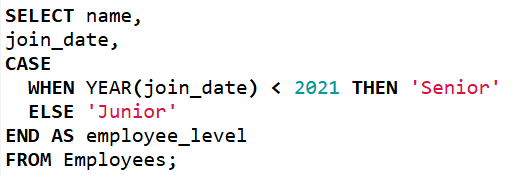 SELECT name,
join_date,
CASE
  WHEN YEAR(join_date) < 2021 THEN 'Senior'
  ELSE 'Junior'
END AS employee_level
FROM Employees;